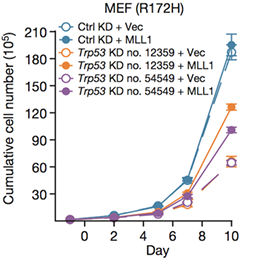 MEF (R172H)
Cumulative cell number (10⁵)
210
180
150
120
90
60
30
Ctrl KD + Vec
Ctrl KD + MLL1
Trp53 KD no. 12359 + Vec
Trp53 KD no. 12359 + MLL1
Trp53 KD no. 54549 + Vec
Trp53 KD no. 54549 + MLL1
0 2 4 6 8 10
Day